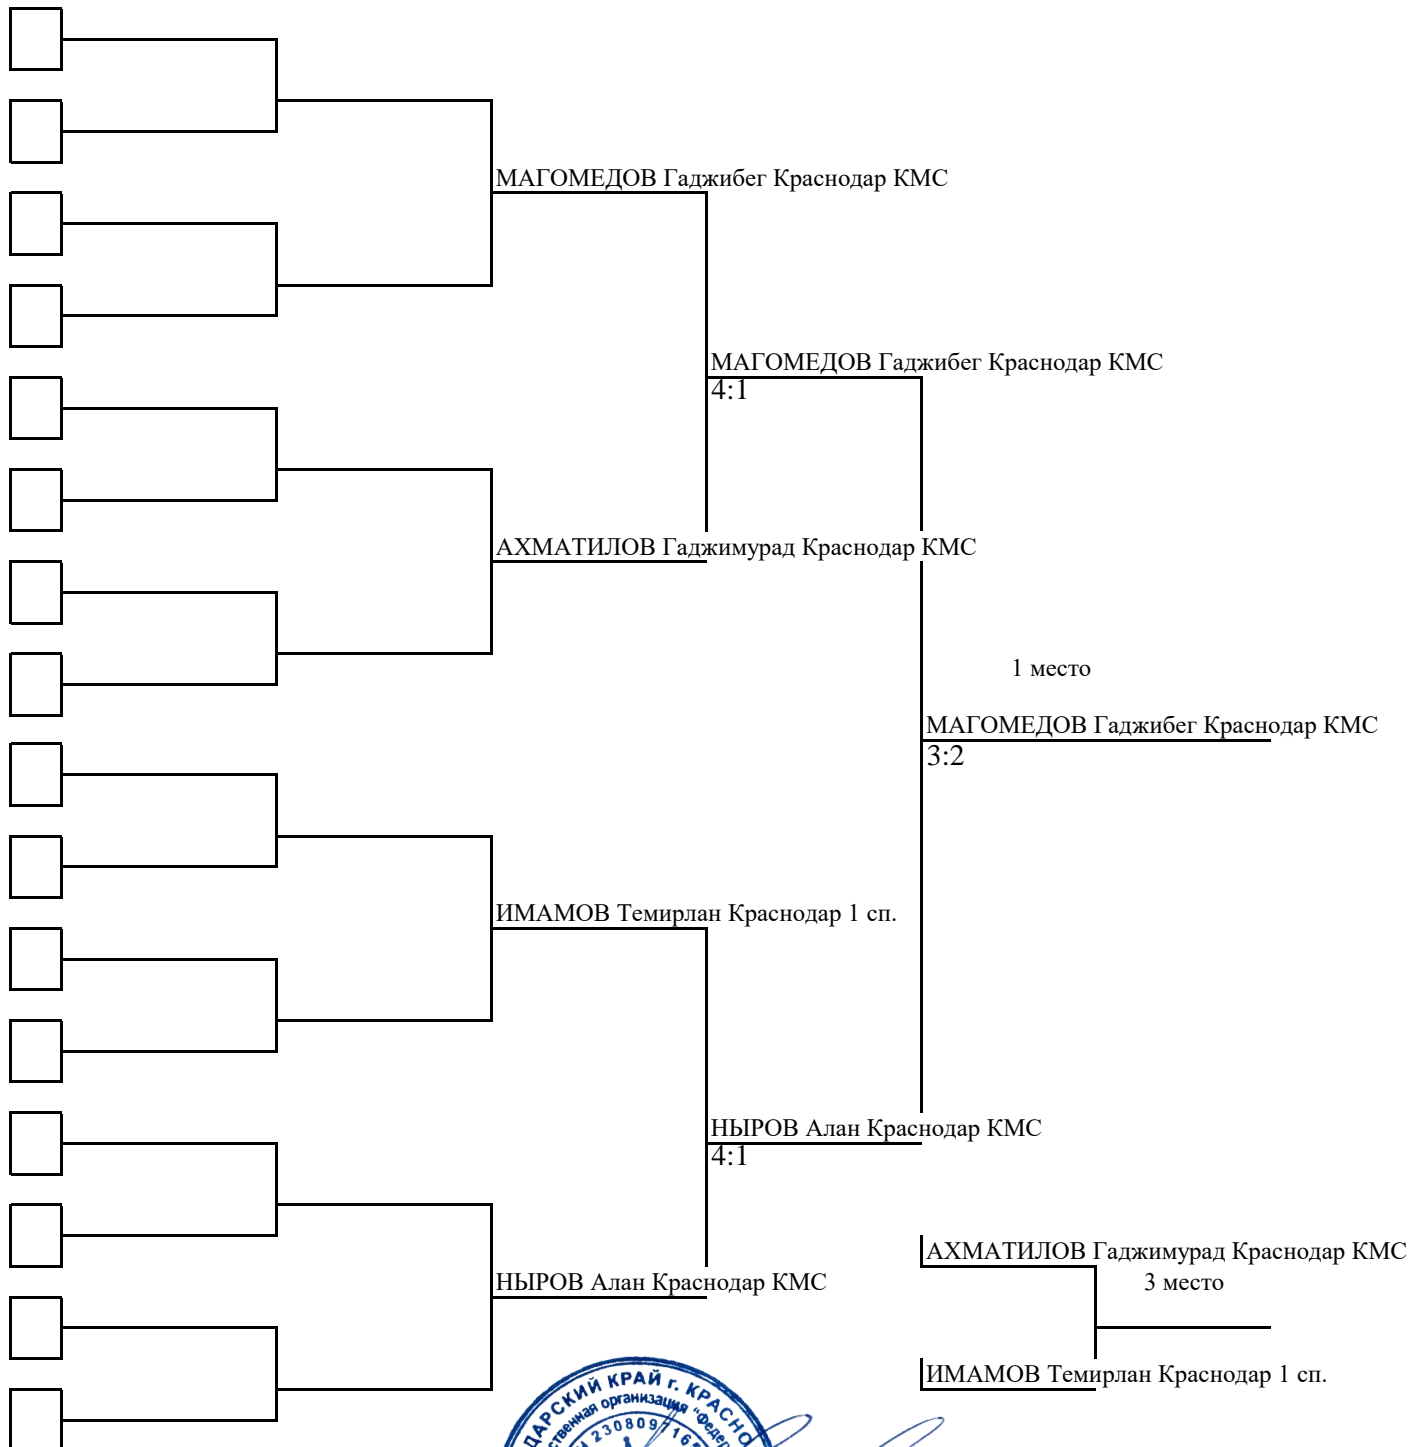 МАГОМЕДОВ Гаджибег Краснодар КМС
МАГОМЕДОВ Гаджибег Краснодар КМС
4:1
АХМАТИЛОВ Гаджимурад Краснодар КМС
1 место
МАГОМЕДОВ Гаджибег Краснодар КМС
3:2
ИМАМОВ Темирлан Краснодар 1 сп.
НЫРОВ Алан Краснодар КМС
4:1
АХМАТИЛОВ Гаджимурад Краснодар КМС
НЫРОВ Алан Краснодар КМС
3 место
ИМАМОВ Темирлан Краснодар 1 сп.
КРАЙ г.
организация